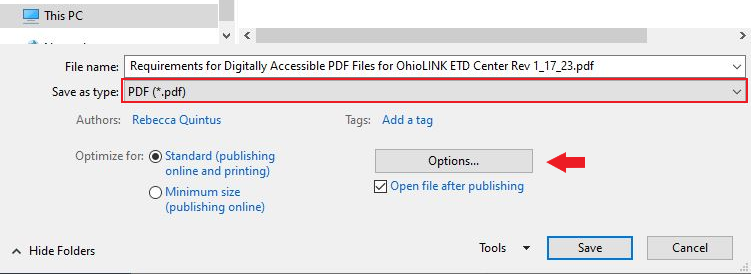 This PC
File name: Requirements for Digitally Accessible PDF Files for OhioLINK ETD Center Rev 1_17_23.pdf
Save as type: PDF (*.pdf)
Authors: Rebecca Quintus Tags: Add a tag
Optimize for: Standard (publishing
online and printing)
Minimum size
(publishing online)
Options...
Open file after publishing
Hide Folders Tools Save Cancel